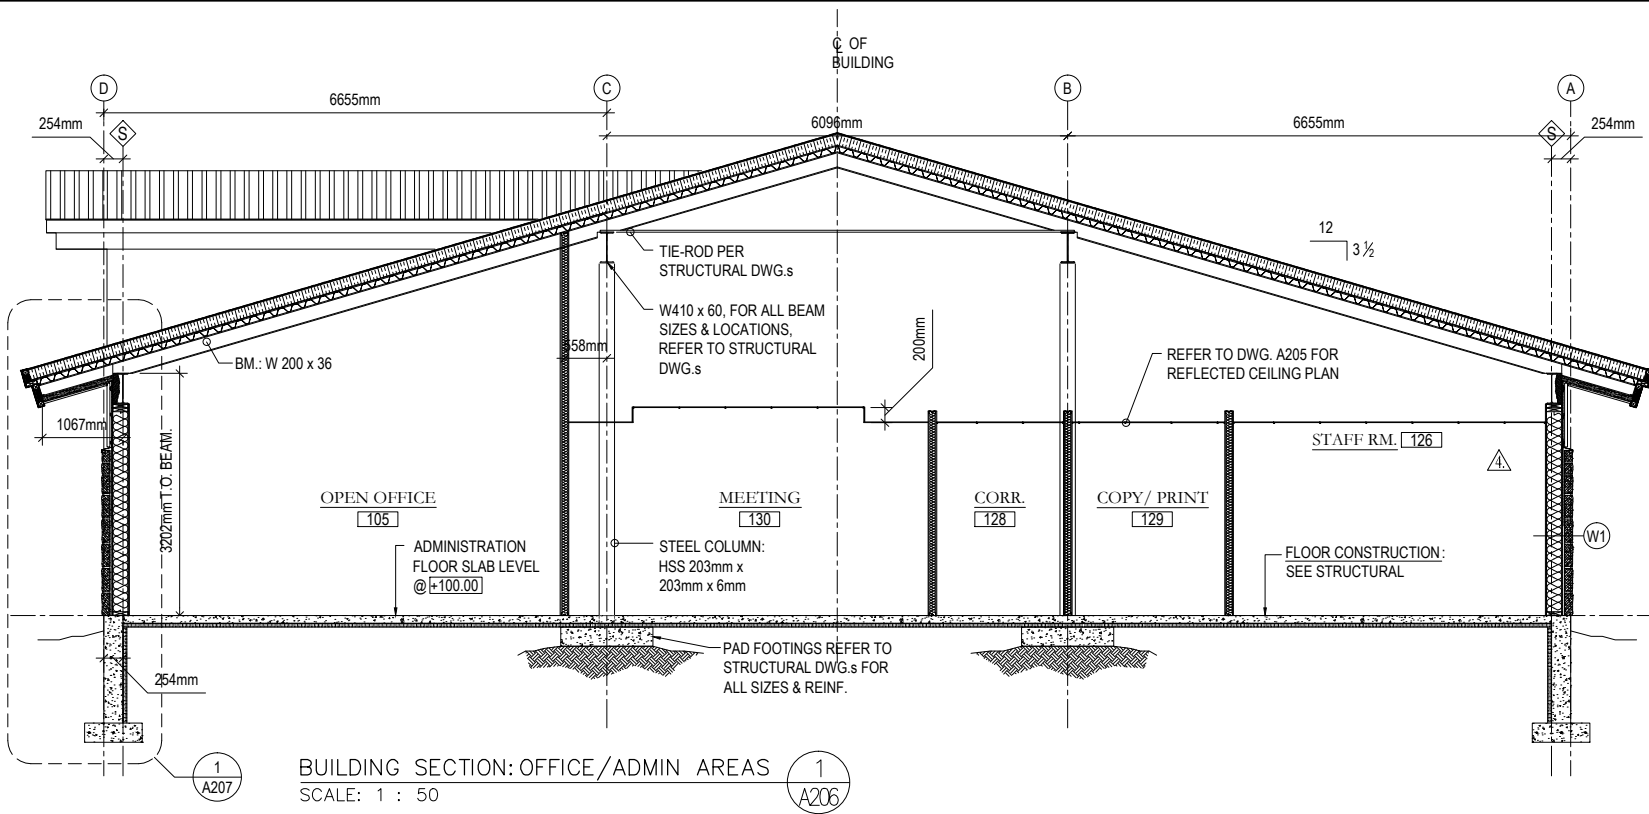 ℄ OF
BUILDING
D
C
B
A
6655mm
6096mm
6655mm
254mm
S
S
254mm
12
3 ½
TIE-ROD PER
STRUCTURAL DWG.s
W410 x 60, FOR ALL BEAM
SIZES & LOCATIONS,
REFER TO STRUCTURAL
DWG.s
558mm
200mm
BM.: W 200 x 36
REFER TO DWG. A205 FOR
REFLECTED CEILING PLAN
1067mm
3202mm T.O. BEAM.
STAFF RM. 126
4.
OPEN OFFICE
105
MEETING
130
CORR.
128
COPY/ PRINT
129
W1
ADMINISTRATION
FLOOR SLAB LEVEL
@ +100.00
STEEL COLUMN:
HSS 203mm x
203mm x 6mm
FLOOR CONSTRUCTION:
SEE STRUCTURAL
PAD FOOTINGS REFER TO
STRUCTURAL DWG.s FOR
ALL SIZES & REINF.
254mm
1
A207
BUILDING SECTION: OFFICE/ADMIN AREAS
SCALE: 1 : 50
1
A206